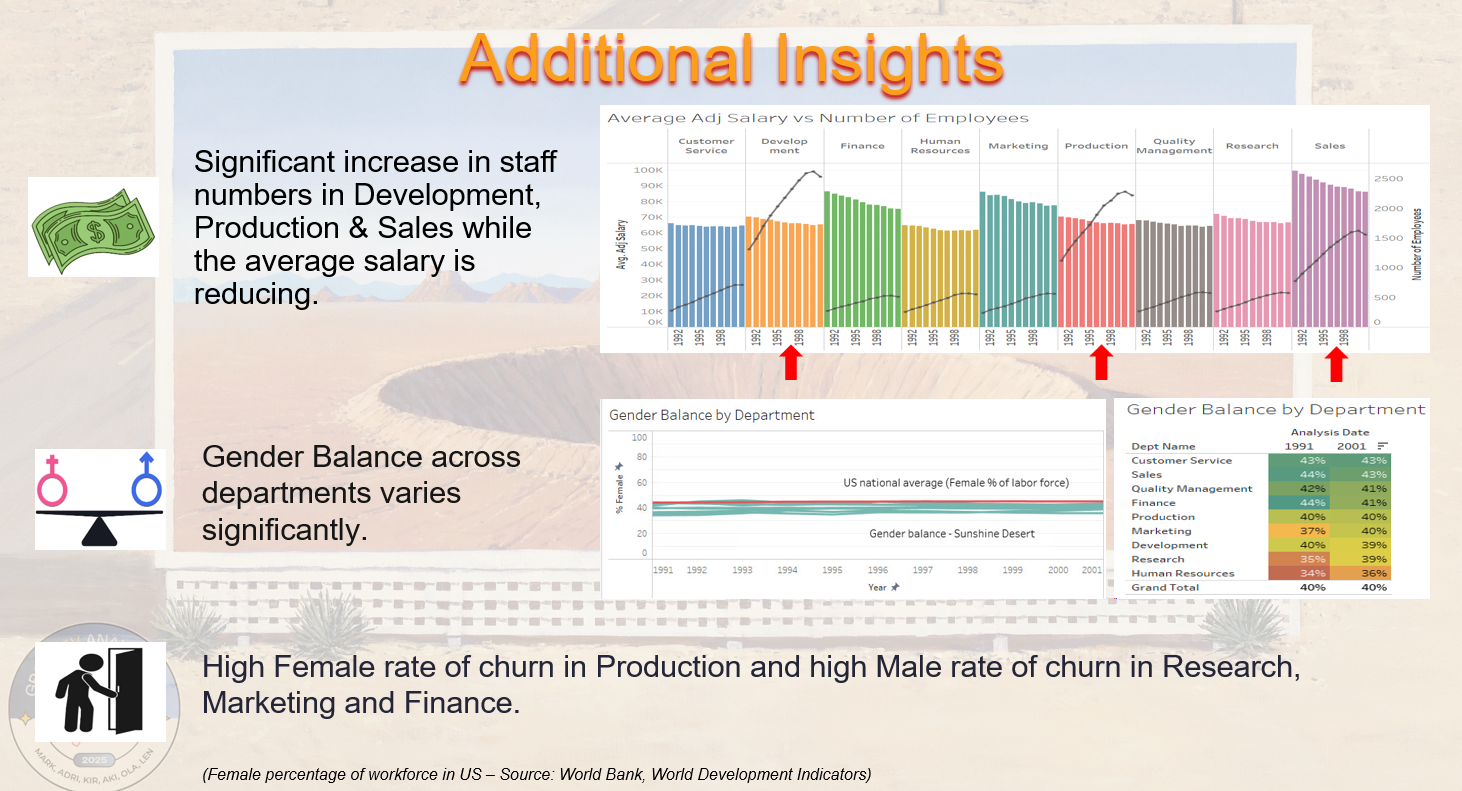 Additional Insights
Significant increase in staff
numbers in Development,
Production & Sales while
the average salary is
reducing.
Average Adj Salary vs Number of Employees
Customer Service
Develop ment
Finance
Human Resources
Marketing
Production
Quality Management
Research
Sales
Avg. Adj Salary
100K
90K
80K
70K
60K
50K
40K
30K
20K
10K
0K
2500
2000
1500
1000
500
0
Number of Employees
1992 1995 1998 1992 1995 1998 1992 1995 1998 1992 1995 1998 1992 1995 1998 1992 1995 1998 1992 1995 1998 1992 1995 1998 1992 1995 1998
Gender Balance across
departments varies
significantly.
Gender Balance by Department
% Female
100
80
60
40
20
0
US national average (Female % of labor force)
Gender balance - Sunshine Desert
1991 1992 1993 1994 1995 1996 1997 1998 1999 2000 2001
Year
Gender Balance by Department
Analysis Date
Dept Name 1991 2001
Customer Service 43% 43%
Sales 44% 43%
Quality Management 42% 41%
Finance 44% 41%
Production 40% 40%
Marketing 37% 40%
Development 40% 39%
Research 35% 39%
Human Resources 34% 36%
Grand Total 40% 40%
High Female rate of churn in Production and high Male rate of churn in Research,
Marketing and Finance.
2025
MARK, ADRI, KIR, AKI, OLA, LEN
(Female percentage of workforce in US – Source: World Bank, World Development Indicators)